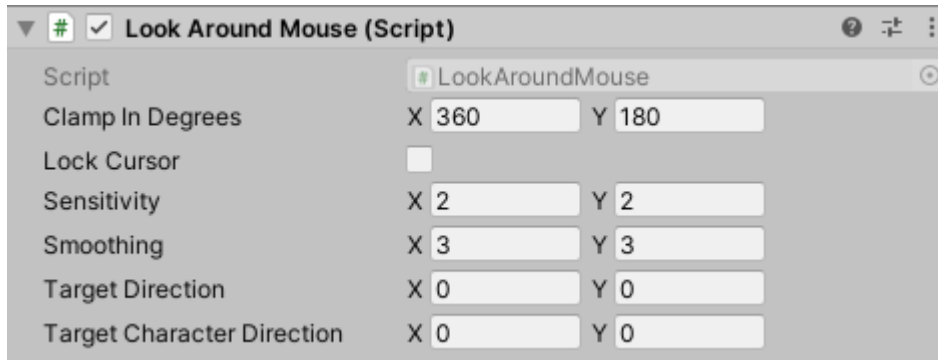 # Look Around Mouse (Script)
Script # LookAroundMouse
Clamp In Degrees X 360 Y 180
Lock Cursor
Sensitivity X 2 Y 2
Smoothing X 3 Y 3
Target Direction X 0 Y 0
Target Character Direction X 0 Y 0